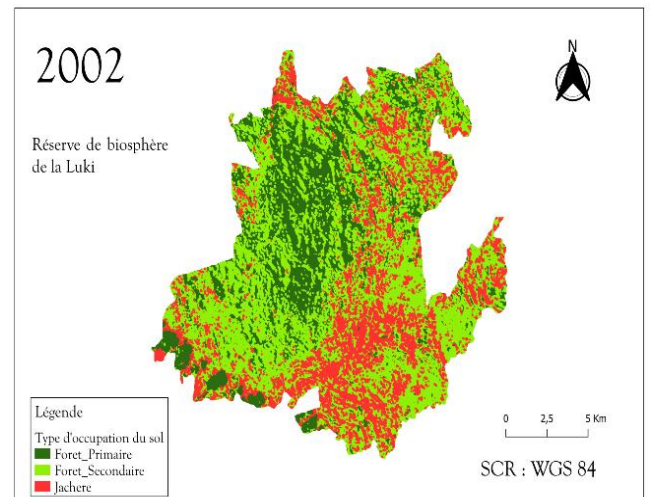 2002
N
Réserve de biosphère
de la Luki
Légende
Type d'occupation du sol
Foret_Primaire
Foret_Secondaire
Jachere
0 2,5 5 Km
SCR : WGS 84